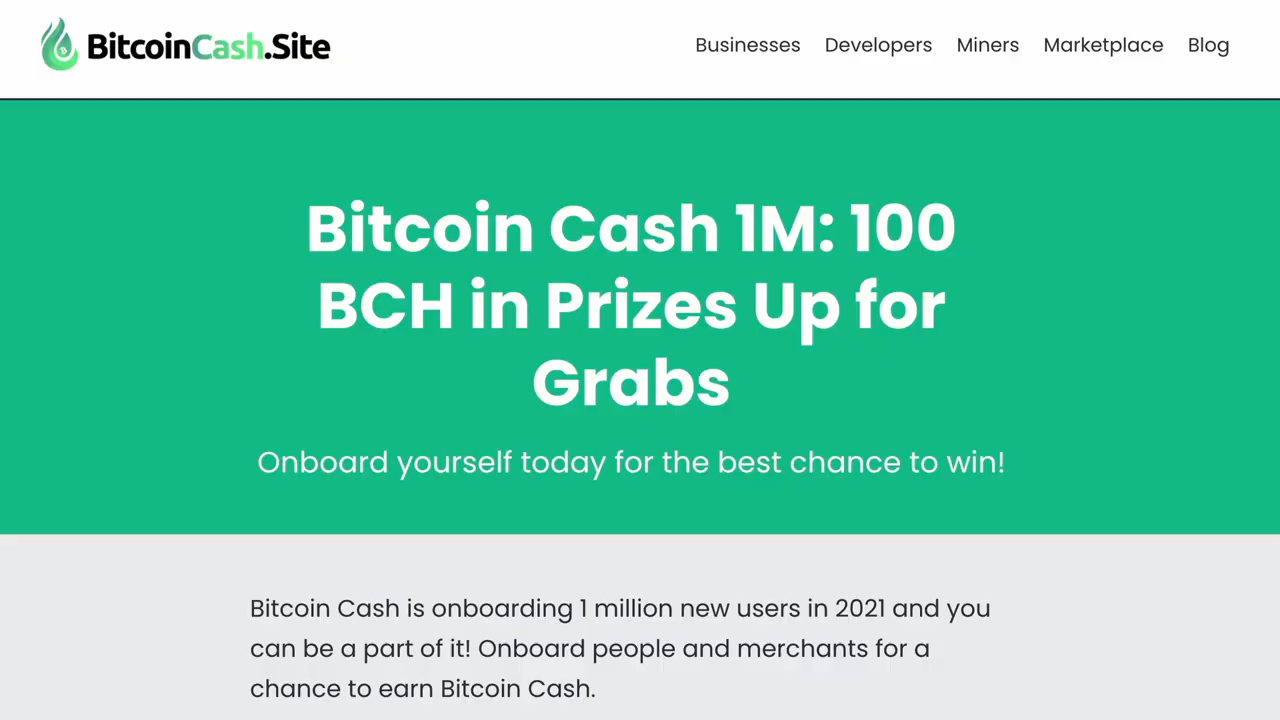 BitcoinCash.Site
Businesses Developers Miners Marketplace Blog
Bitcoin Cash 1M: 100
BCH in Prizes Up for
Grabs
Onboard yourself today for the best chance to win!
Bitcoin Cash is onboarding 1 million new users in 2021 and you
can be a part of it! Onboard people and merchants for a
chance to earn Bitcoin Cash.